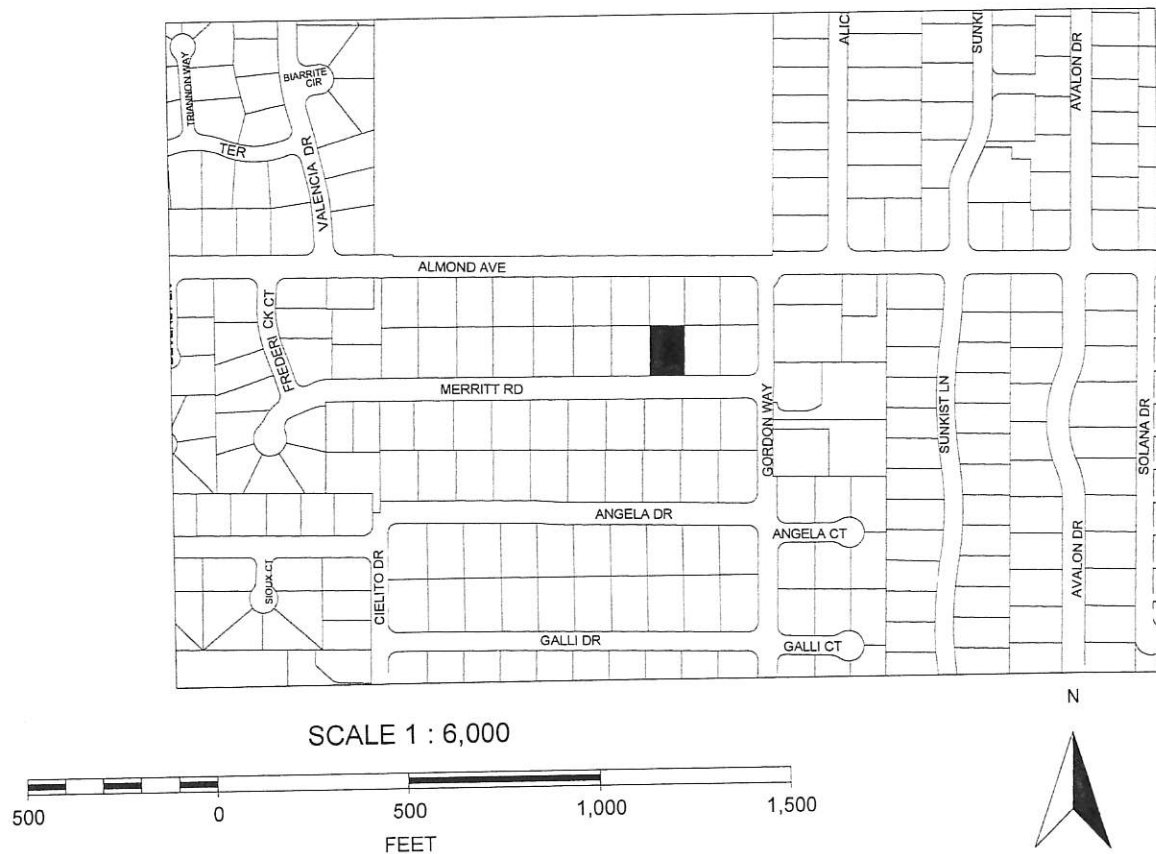 ALIC
SUNKI
AVALON DR
TRIANNON WAY
BIARRITE
CIR
TER
VALENCIA DR
ALMOND AVE
FREDERI CK CT
MERRITT RD
GORDON WAY
SUNKIST LN
SOLANA DR
ANGELA DR
ANGELA CT
AVALON DR
SIOUX CT
CIELITO DR
GALLI DR
GALLI CT
N
SCALE 1 : 6,000
500 0 500 1,000 1,500
FEET